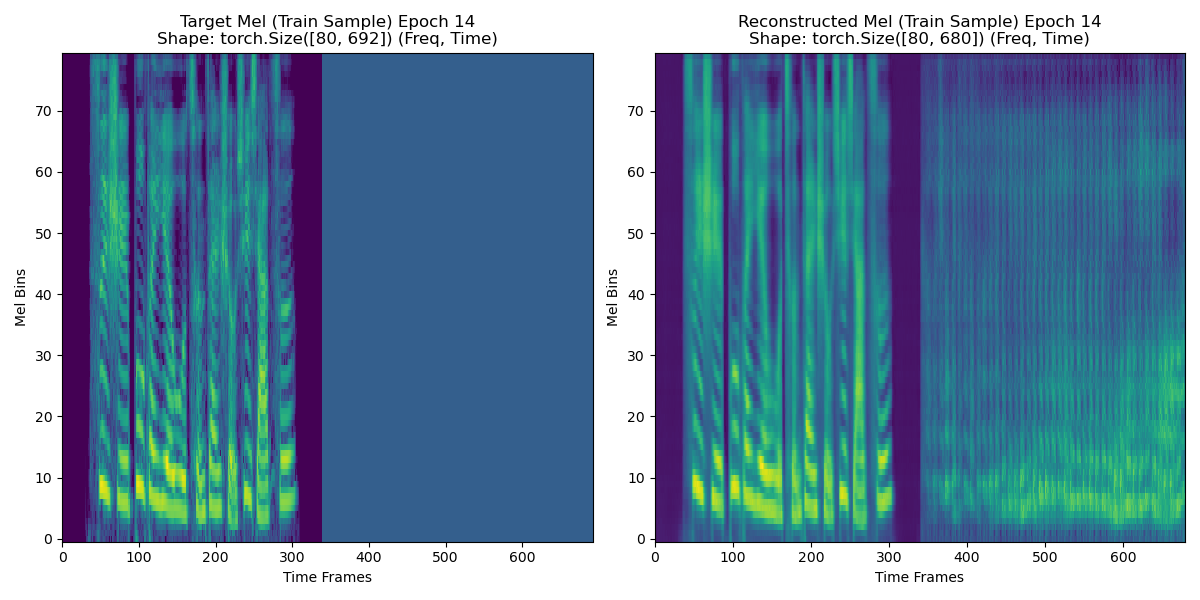 Target Mel (Train Sample) Epoch 14
Shape: torch.Size([80, 692]) (Freq, Time)
Mel Bins
70
60
50
40
30
20
10
0
0 100 200 300 400 500 600
Time Frames
Reconstructed Mel (Train Sample) Epoch 14
Shape: torch.Size([80, 680]) (Freq, Time)
Mel Bins
70
60
50
40
30
20
10
0
0 100 200 300 400 500 600
Time Frames